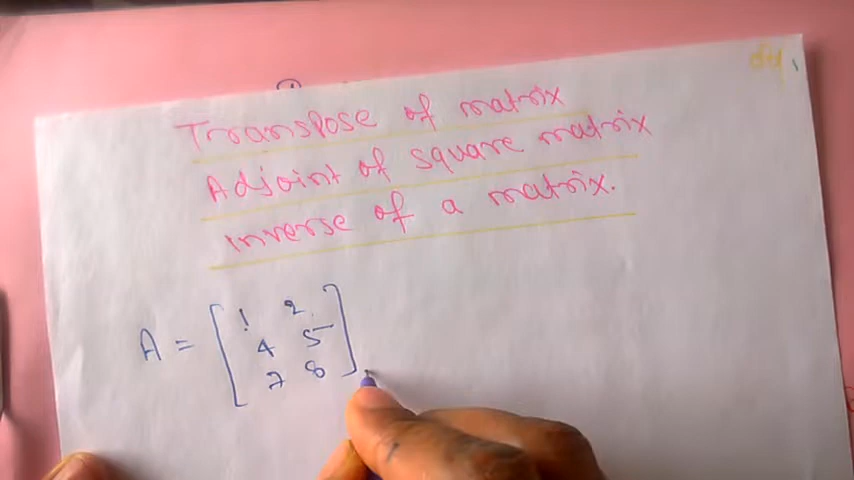 Transpose of matrix
Adjoint of square matrix
inverse of a matrix.
A = [ 1 2
4 5
7 8 ]